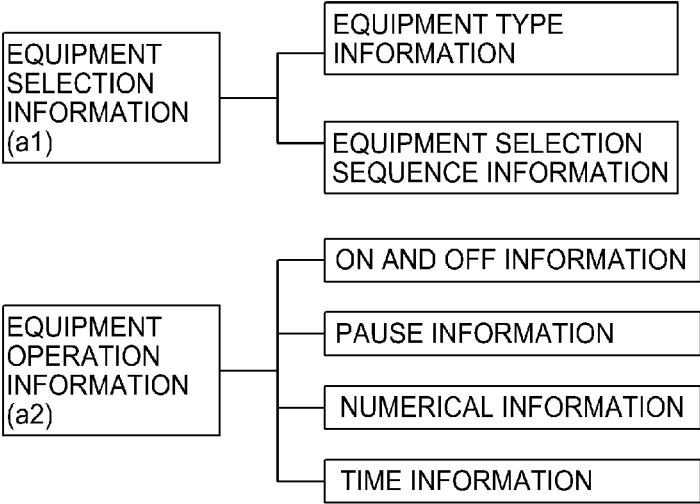 EQUIPMENT
SELECTION
INFORMATION
(a1)
EQUIPMENT TYPE
INFORMATION
EQUIPMENT SELECTION
SEQUENCE INFORMATION
EQUIPMENT
OPERATION
INFORMATION
(a2)
ON AND OFF INFORMATION
PAUSE INFORMATION
NUMERICAL INFORMATION
TIME INFORMATION